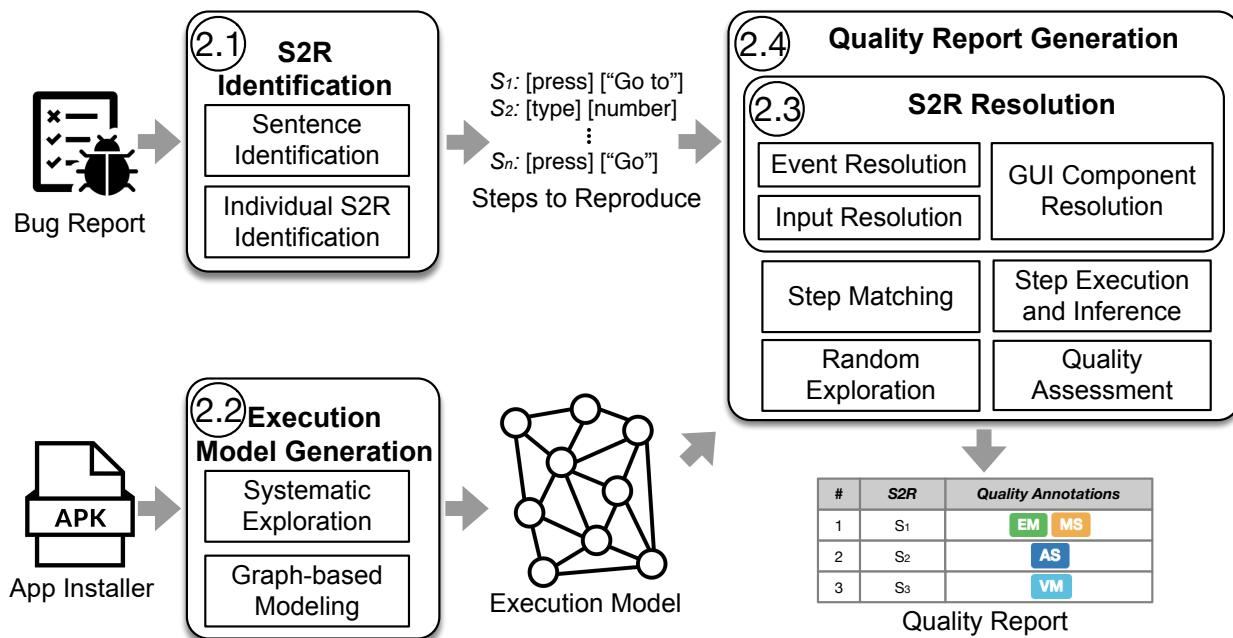 2.1
S2R
Identification
Sentence
Identification
Individual S2R
Identification
Bug Report
S1: [press] [“Go to”]
S2: [type] [number]
⋮
Sn: [press] [“Go”]
Steps to Reproduce
2.4
Quality Report Generation
2.3
S2R Resolution
Event Resolution
Input Resolution
GUI Component
Resolution
Step Matching
Step Execution
and Inference
Random
Exploration
Quality
Assessment
2.2
Execution
Model Generation
Systematic
Exploration
Graph-based
Modeling
APK
App Installer
Execution Model
# S2R Quality Annotations
1 S1 EM MS
2 S2 AS
3 S3 VM
Quality Report